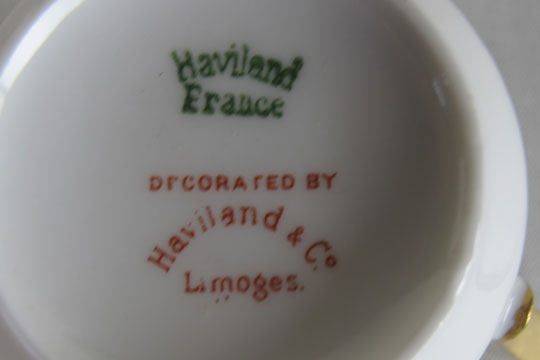 Haviland
France
DECORATED BY
Haviland & Co
Limoges.